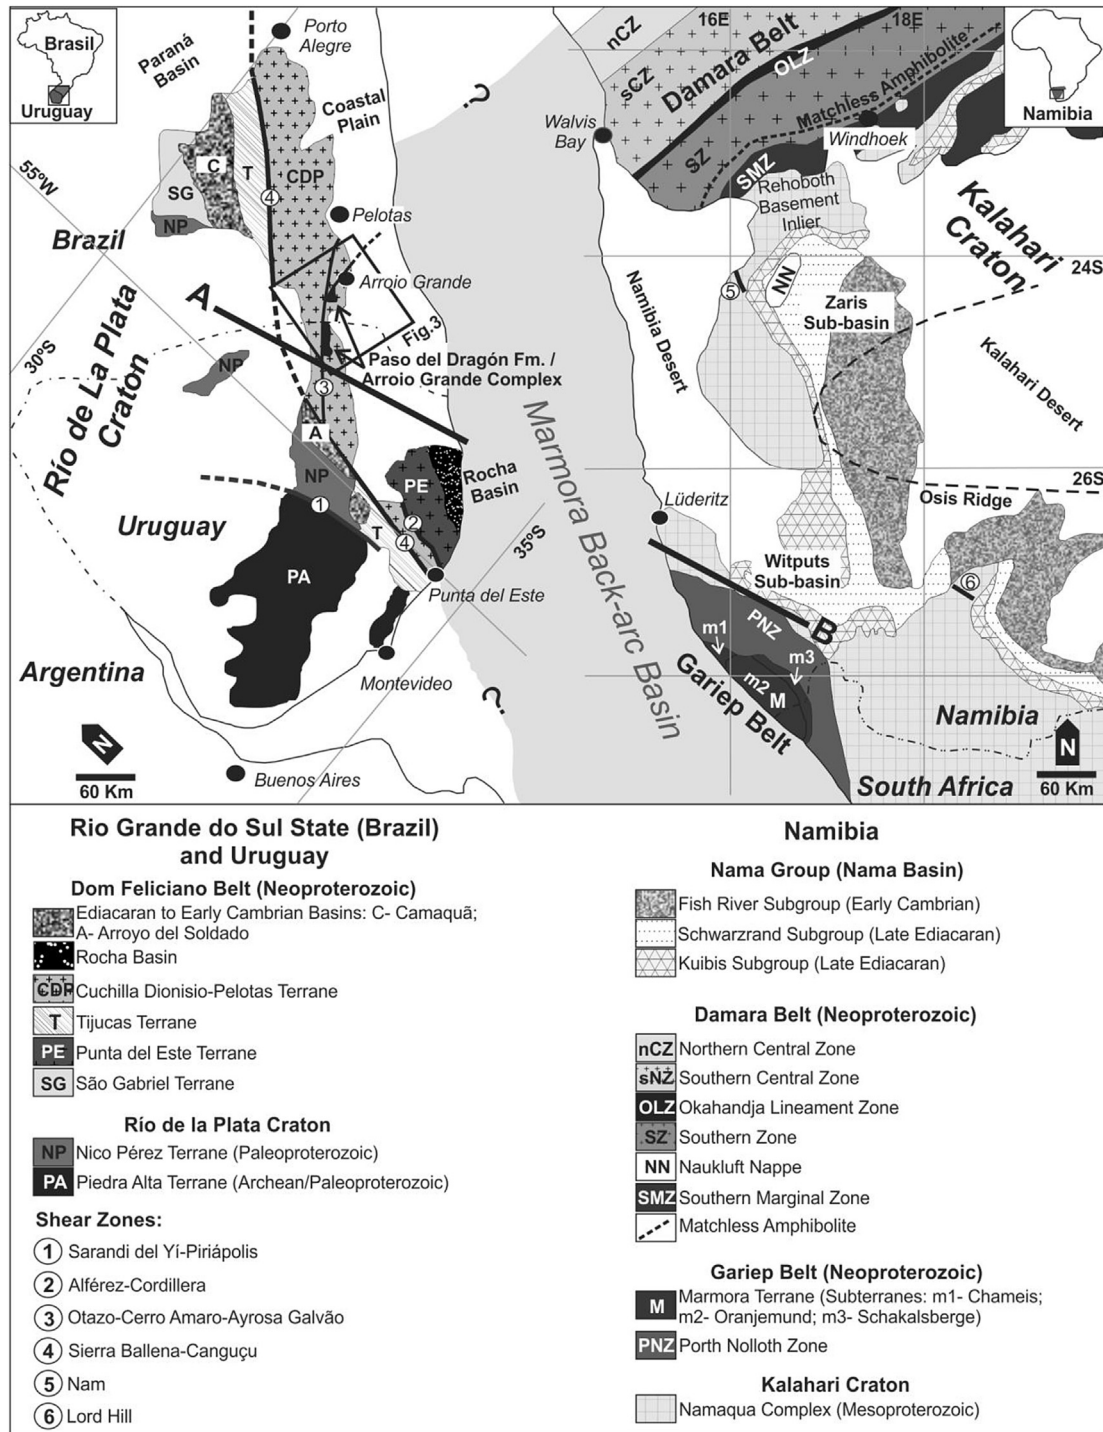 Brasil
Uruguay
Paraná
Basin
Porto
Alegre
Coastal
Plain
?
C
T
CDP
SG
NP
4
55ºW
Pelotas
Brazil
Arroio Grande
A
Fig.3
Paso del Dragón Fm. /
Arroio Grande Complex
30ºS
Río de La Plata
Craton
NP
3
A
NP
1
PE
Rocha
Basin
2
Uruguay
T
4
35ºS
PA
Punta del Este
Argentina
Montevideo
?
N
60 Km
Buenos Aires
Marmora Back-arc Basin
nCZ
16E
18E
Damara Belt
OLZ
sCZ
Matchless Amphibolite
Walvis
Bay
Windhoek
Namibia
SZ
SMZ
Rehoboth
Basement
Inlier
Kalahari
Craton
24S
5
NN
Zaris
Sub-basin
Namibia Desert
Kalahari Desert
26S
Osis Ridge
Lüderitz
Witputs
Sub-basin
6
PNZ
B
m1
m3
m2
M
Gariep Belt
Namibia
South Africa
N
60 Km
Rio Grande do Sul State (Brazil)
and Uruguay
Dom Feliciano Belt (Neoproterozoic)
Ediacaran to Early Cambrian Basins: C- Camaquã;
A- Arroyo del Soldado
Rocha Basin
CDP Cuchilla Dionisio-Pelotas Terrane
T Tijucas Terrane
PE Punta del Este Terrane
SG São Gabriel Terrane
Río de la Plata Craton
NP Nico Pérez Terrane (Paleoproterozoic)
PA Piedra Alta Terrane (Archean/Paleoproterozoic)
Shear Zones:
1 Sarandi del Yí-Piriápolis
2 Alférez-Cordillera
3 Otazo-Cerro Amaro-Ayrosa Galvão
4 Sierra Ballena-Canguçu
5 Nam
6 Lord Hill
Namibia
Nama Group (Nama Basin)
Fish River Subgroup (Early Cambrian)
Schwarzrand Subgroup (Late Ediacaran)
Kuibis Subgroup (Late Ediacaran)
Damara Belt (Neoproterozoic)
nCZ Northern Central Zone
sNZ Southern Central Zone
OLZ Okahandja Lineament Zone
SZ Southern Zone
NN Naukluft Nappe
SMZ Southern Marginal Zone
Matchless Amphibolite
Gariep Belt (Neoproterozoic)
M Marmora Terrane (Subterranes: m1- Chameis;
m2- Oranjemund; m3- Schakalsberge)
PNZ Porth Nolloth Zone
Kalahari Craton
Namaqua Complex (Mesoproterozoic)